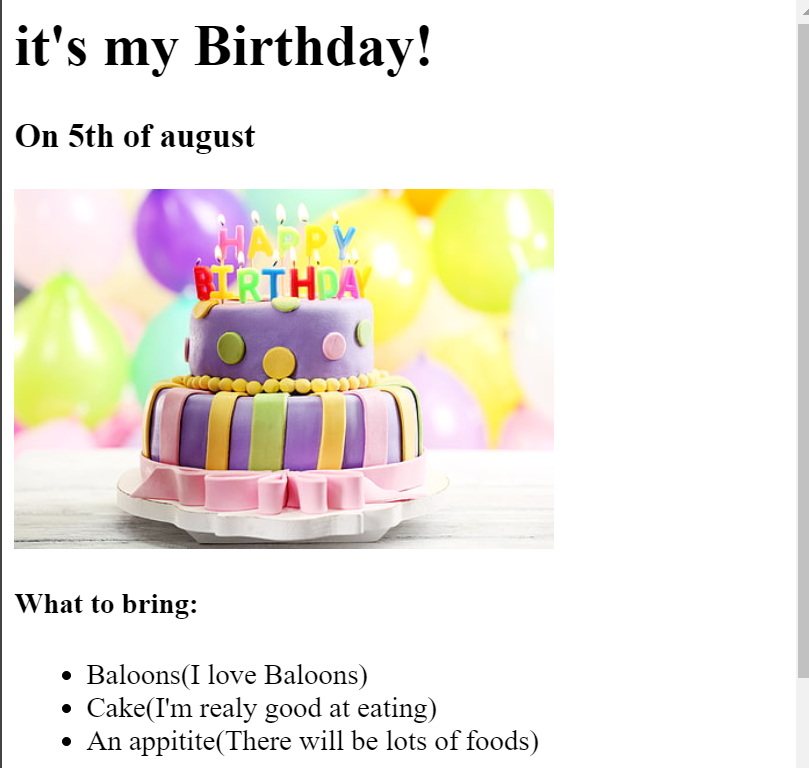 it's my Birthday!
On 5th of august
HAPPY
BIRTHDAY
What to bring:
Baloons(I love Baloons)
Cake(I'm realy good at eating)
An appitite(There will be lots of foods)